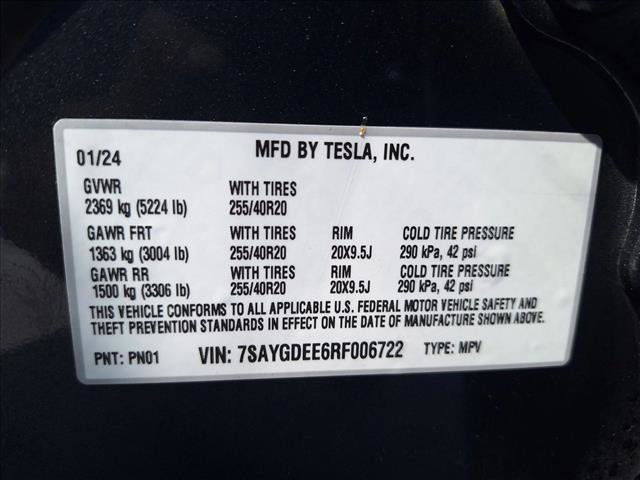 01/24 MFD BY TESLA, INC.
GVWR WITH TIRES
2369 kg (5224 lb) 255/40R20
GAWR FRT WITH TIRES RIM COLD TIRE PRESSURE
1363 kg (3004 lb) 255/40R20 20X9.5J 290 kPa, 42 psi
GAWR RR WITH TIRES RIM COLD TIRE PRESSURE
1500 kg (3306 lb) 255/40R20 20X9.5J 290 kPa, 42 psi
THIS VEHICLE CONFORMS TO ALL APPLICABLE U.S. FEDERAL MOTOR VEHICLE SAFETY AND
THEFT PREVENTION STANDARDS IN EFFECT ON THE DATE OF MANUFACTURE SHOWN ABOVE.
PNT: PN01 VIN: 7SAYGDEE6RF006722 TYPE: MPV